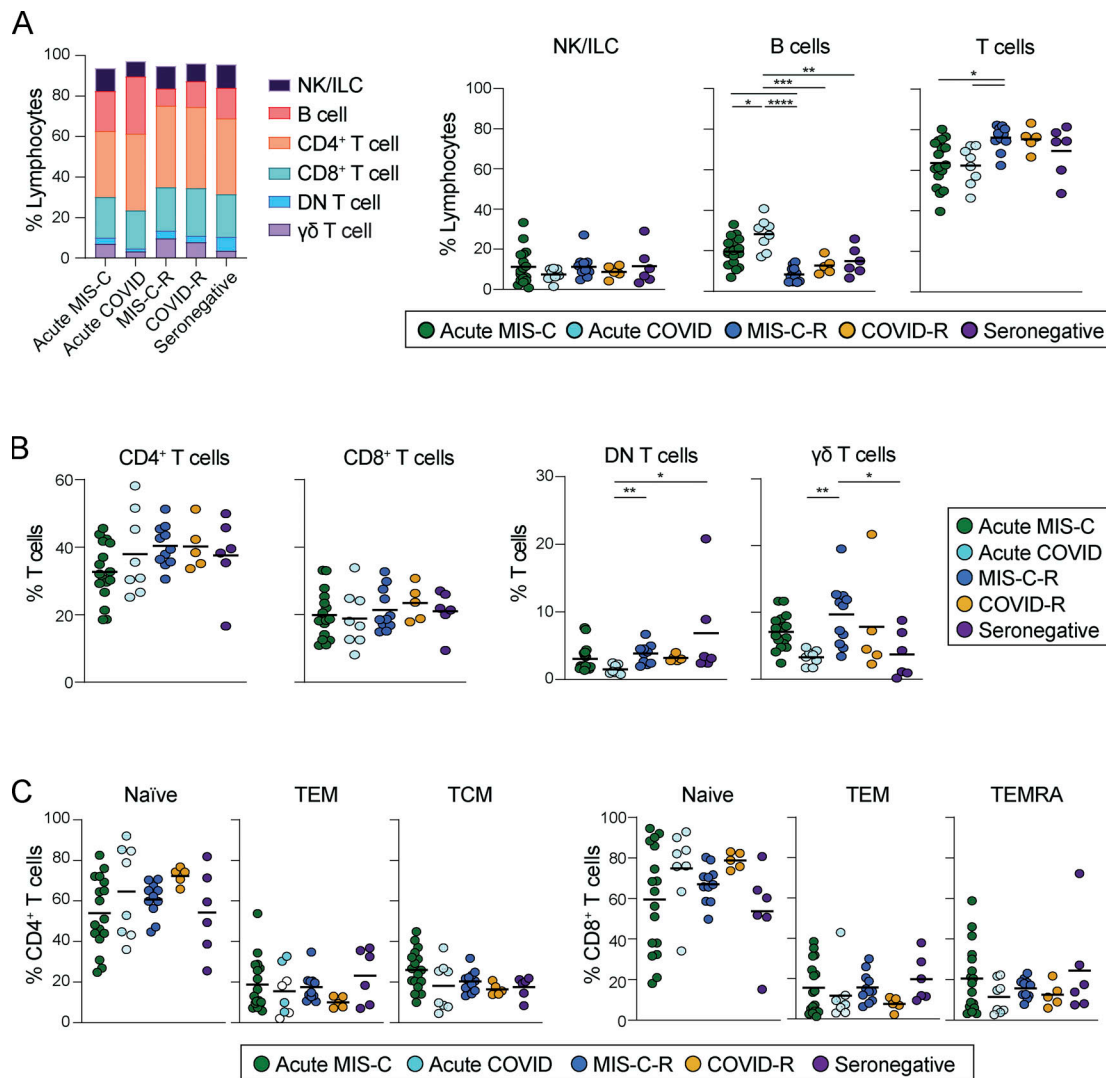 A
% Lymphocytes
100
80
60
40
20
0
Acute MIS-C
Acute COVID
MIS-C-R
COVID-R
Seronegative
NK/ILC
B cell
CD4⁺ T cell
CD8⁺ T cell
DN T cell
γδ T cell
NK/ILC B cells T cells
% Lymphocytes
100
80
60
40
20
0
**
***
* ****
*
Acute MIS-C Acute COVID MIS-C-R COVID-R Seronegative
B
CD4⁺ T cells CD8⁺ T cells
% T cells
60
40
20
0
DN T cells γδ T cells
% T cells
30
20
10
0
*
**
*
**
Acute MIS-C
Acute COVID
MIS-C-R
COVID-R
Seronegative
C
Naïve TEM TCM
% CD4⁺ T cells
100
80
60
40
20
0
Naive TEM TEMRA
% CD8⁺ T cells
100
80
60
40
20
0
Acute MIS-C Acute COVID MIS-C-R COVID-R Seronegative